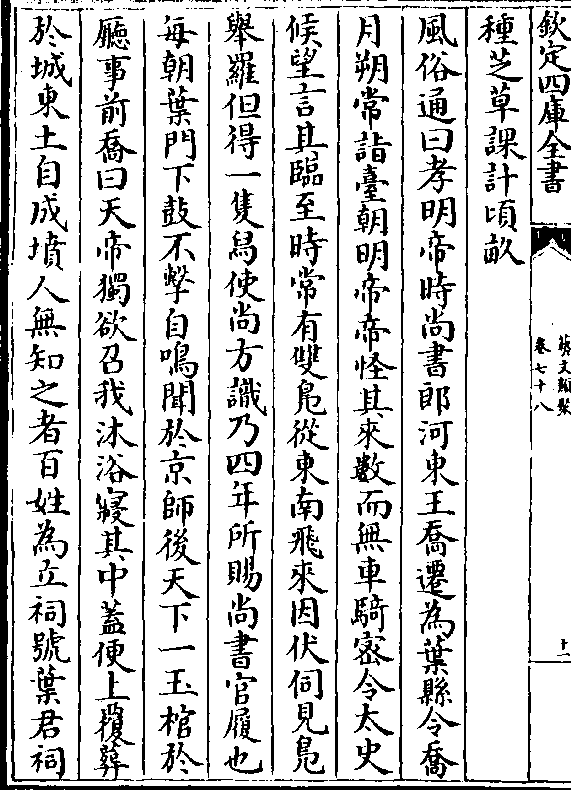 欽定四庫全書
藝文類聚
卷七十八
十二
種芝草課計頃畝
風俗通曰孝明帝時尚書郎河東王喬遷為葉縣令喬
月朔常詣臺朝明帝帝怪其來數而無車騎密令太史
候望言其臨至時常有雙鳧從東南飛來因伏伺見鳧
舉羅但得一隻舄使尚方識乃四年所賜尚書官履也
每朝葉門下鼓不擊自鳴聞於京師後天下一玉棺於
廳事前喬曰天帝獨欲召我沐浴寢其中蓋便上覆葬
於城東土自成墳人無知之者百姓為立祠號葉君祠